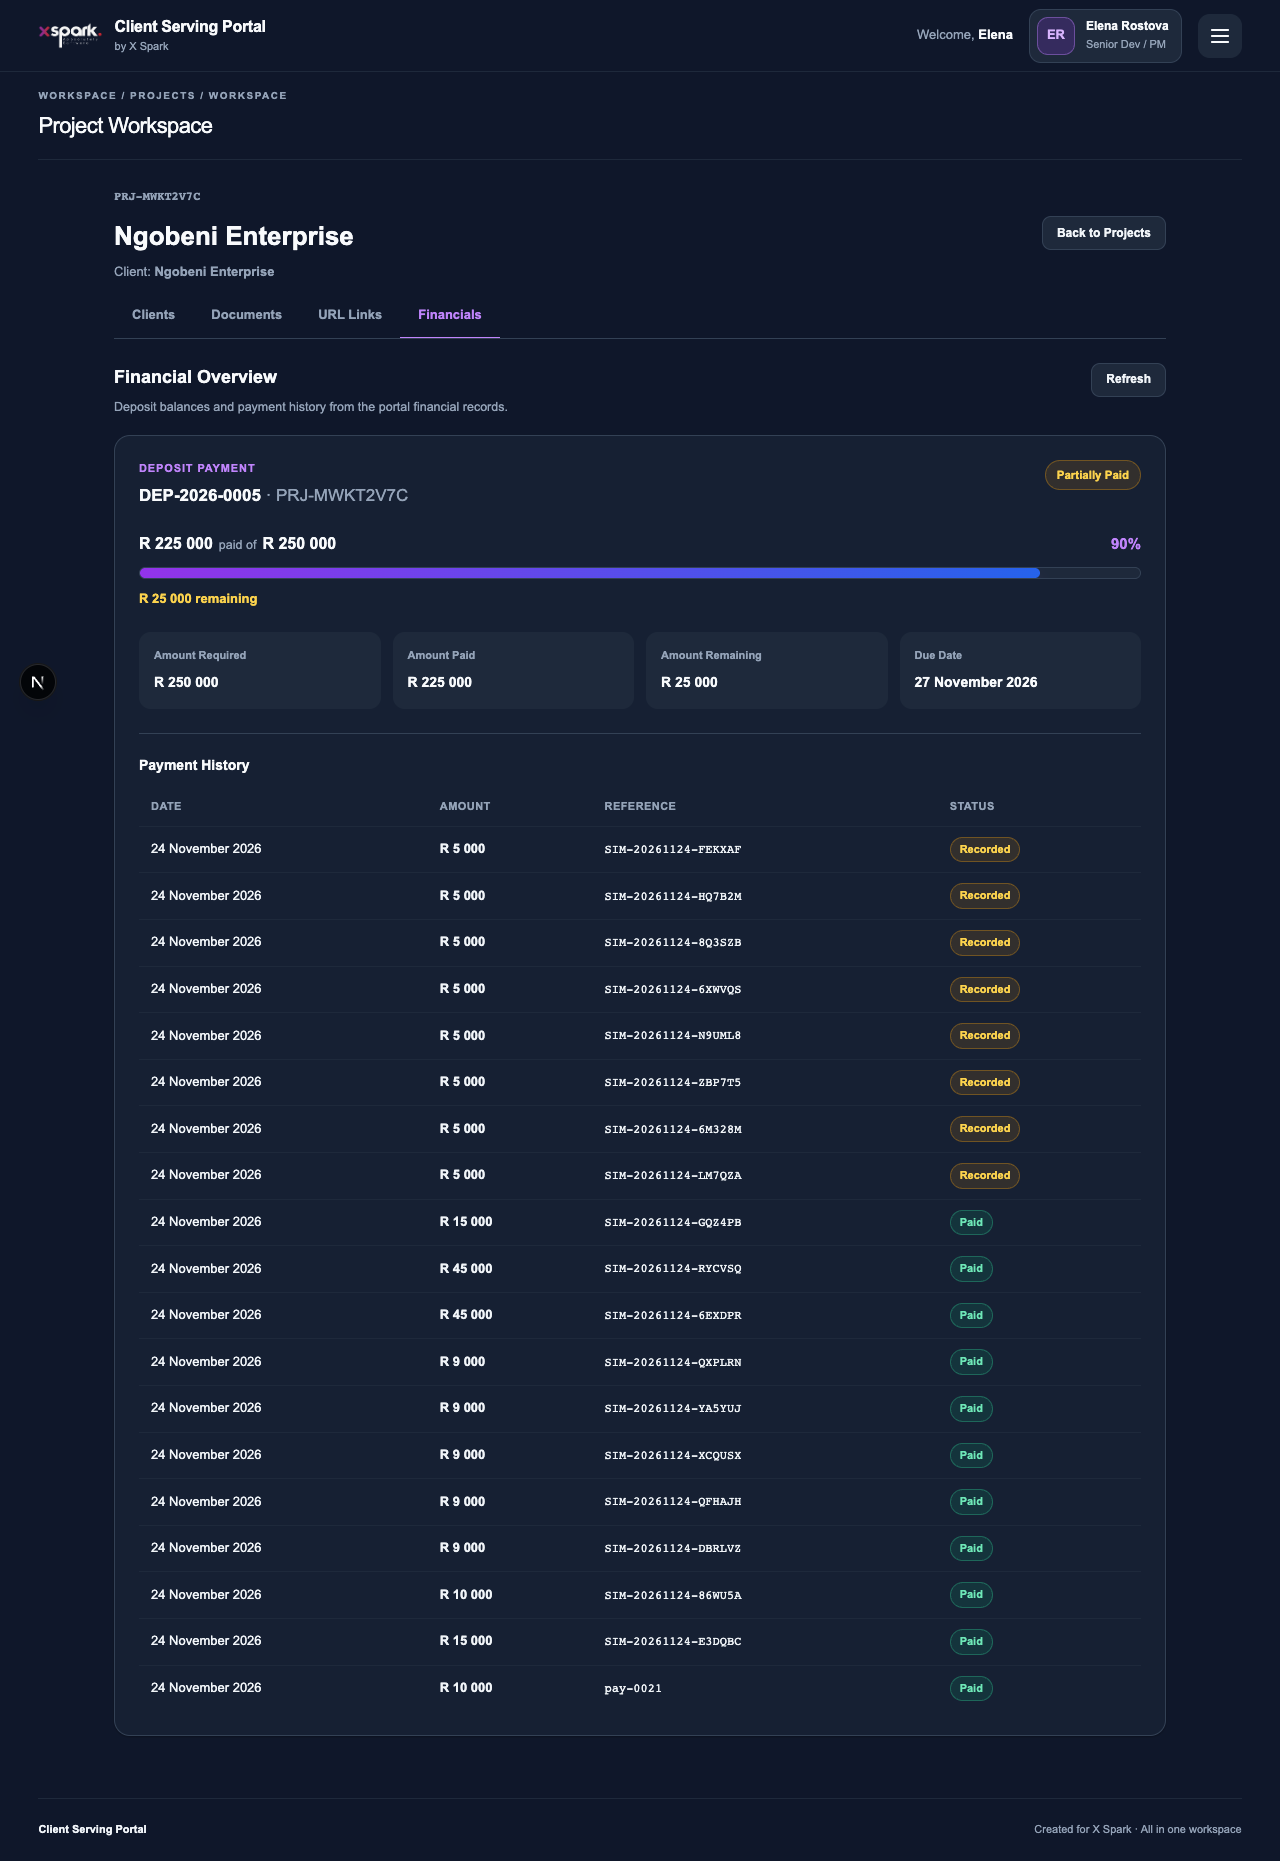 xspark.
Client Serving Portal
by X Spark
Welcome, Elena
ER
Elena Rostova
Senior Dev / PM
WORKSPACE / PROJECTS / WORKSPACE
Project Workspace
PRJ-MWKT2V7C
Ngobeni Enterprise
Back to Projects
Client: Ngobeni Enterprise
Clients Documents URL Links Financials
Financial Overview
Refresh
Deposit balances and payment history from the portal financial records.
DEPOSIT PAYMENT
Partially Paid
DEP-2026-0005 · PRJ-MWKT2V7C
R 225 000 paid of R 250 000 90%
R 25 000 remaining
Amount Required Amount Paid Amount Remaining Due Date
R 250 000 R 225 000 R 25 000 27 November 2026
N
Payment History
DATE AMOUNT REFERENCE STATUS
24 November 2026 R 5 000 SIM-20261124-FEKXAF Recorded
24 November 2026 R 5 000 SIM-20261124-HQ7B2M Recorded
24 November 2026 R 5 000 SIM-20261124-8Q3SZB Recorded
24 November 2026 R 5 000 SIM-20261124-6XWVQS Recorded
24 November 2026 R 5 000 SIM-20261124-N9UML8 Recorded
24 November 2026 R 5 000 SIM-20261124-ZBP7T5 Recorded
24 November 2026 R 5 000 SIM-20261124-6M328M Recorded
24 November 2026 R 5 000 SIM-20261124-LM7QZA Recorded
24 November 2026 R 15 000 SIM-20261124-GQZ4PB Paid
24 November 2026 R 45 000 SIM-20261124-RYCVSQ Paid
24 November 2026 R 45 000 SIM-20261124-6EXDPR Paid
24 November 2026 R 9 000 SIM-20261124-QXPLRN Paid
24 November 2026 R 9 000 SIM-20261124-YA5YUJ Paid
24 November 2026 R 9 000 SIM-20261124-XCQUSX Paid
24 November 2026 R 9 000 SIM-20261124-QFHAJH Paid
24 November 2026 R 9 000 SIM-20261124-DBRLVZ Paid
24 November 2026 R 10 000 SIM-20261124-86WU5A Paid
24 November 2026 R 15 000 SIM-20261124-E3DQBC Paid
24 November 2026 R 10 000 pay-0021 Paid
Client Serving Portal
Created for X Spark · All in one workspace